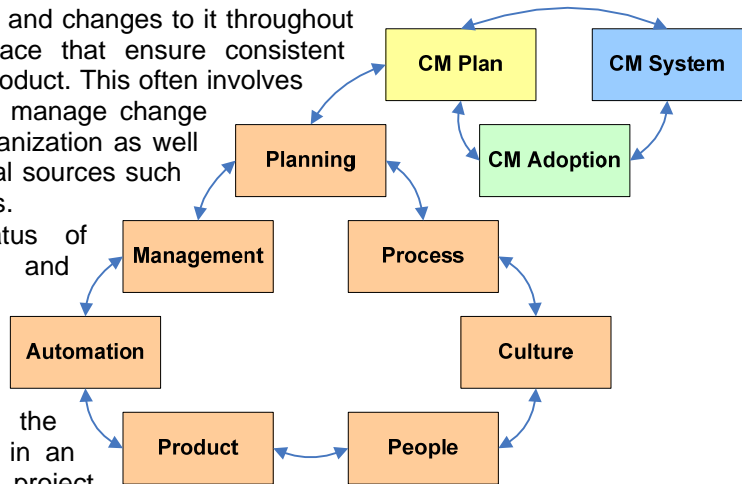 and changes to it throughout
ace that ensure consistent
oduct. This often involves
manage change
anization as well
al sources such
s.
atus of
and
the
in an
project
CM Plan
CM System
CM Adoption
Planning
Management
Process
Automation
Culture
Product
People